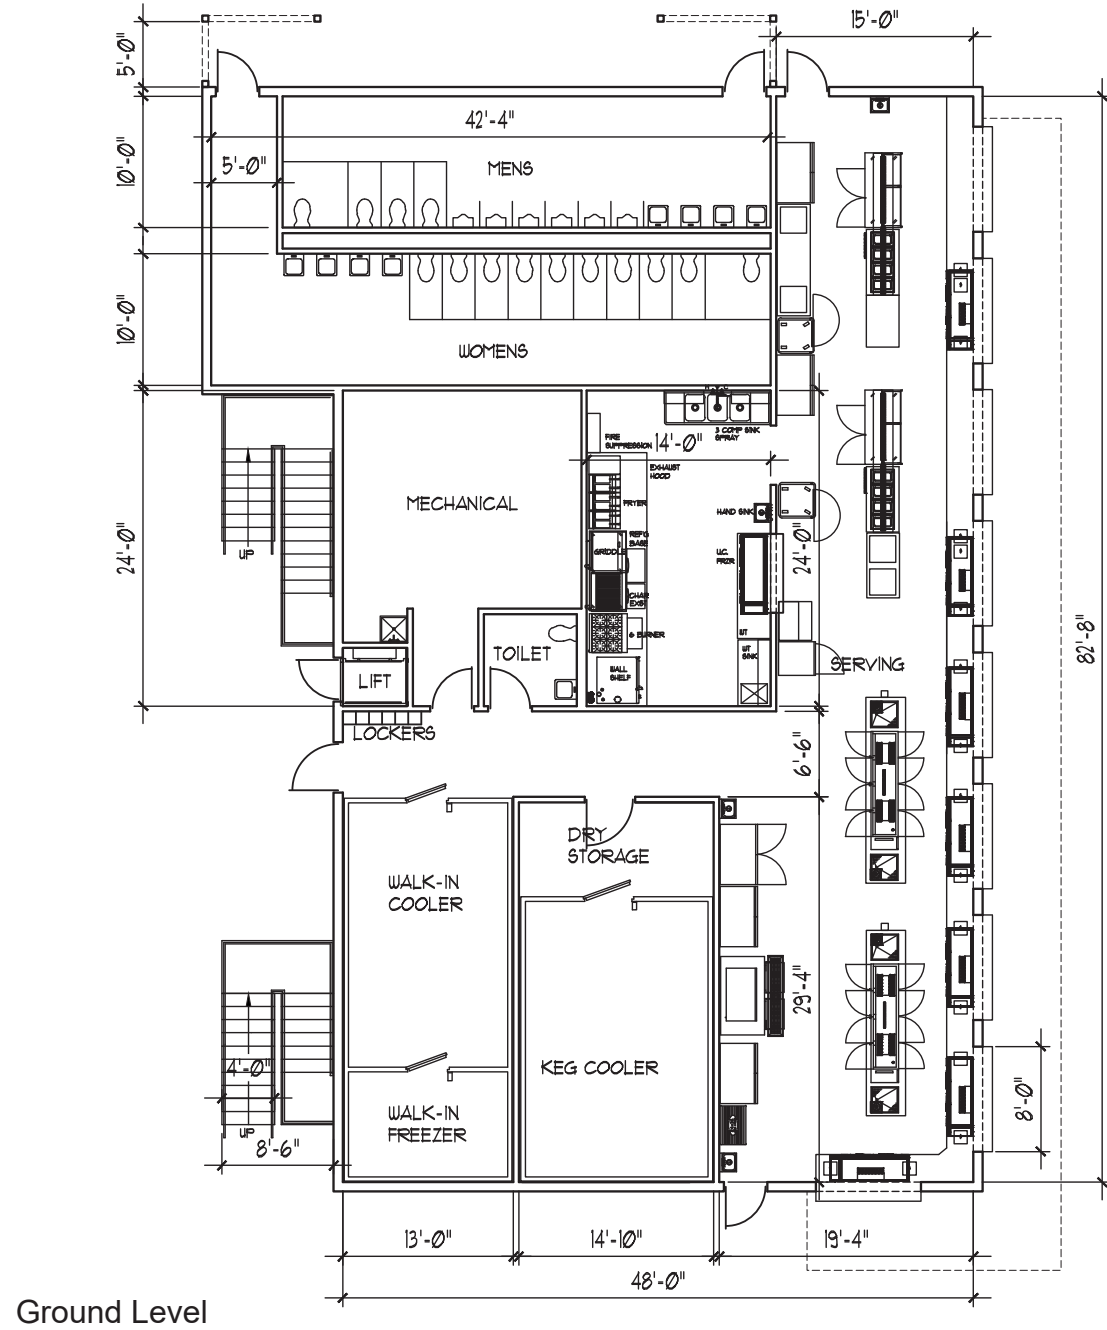 15'-0"
5'-0"
42'-4"
10'-0"
5'-0"
MENS
10'-0"
WOMENS
3 COMP SINK
SPRAY
FIRE
SUPPRESSION
14'-0"
EXHAUST
HOOD
MECHANICAL
FRYER
HAND SINK
24'-0"
UP
REF'G
BASE
GRIDDLE
U.C.
FRZR
24'-0"
CHAR
6 BURNER
WT
WT
SINK
82'-8"
TOILET
WALL
SHELF
SERVING
LIFT
LOCKERS
6'-6"
DRY
STORAGE
WALK-IN
COOLER
29'-4"
4'-0"
KEG COOLER
8'-0"
WALK-IN
FREEZER
UP
8'-6"
13'-0"
14'-10"
19'-4"
48'-0"
Ground Level